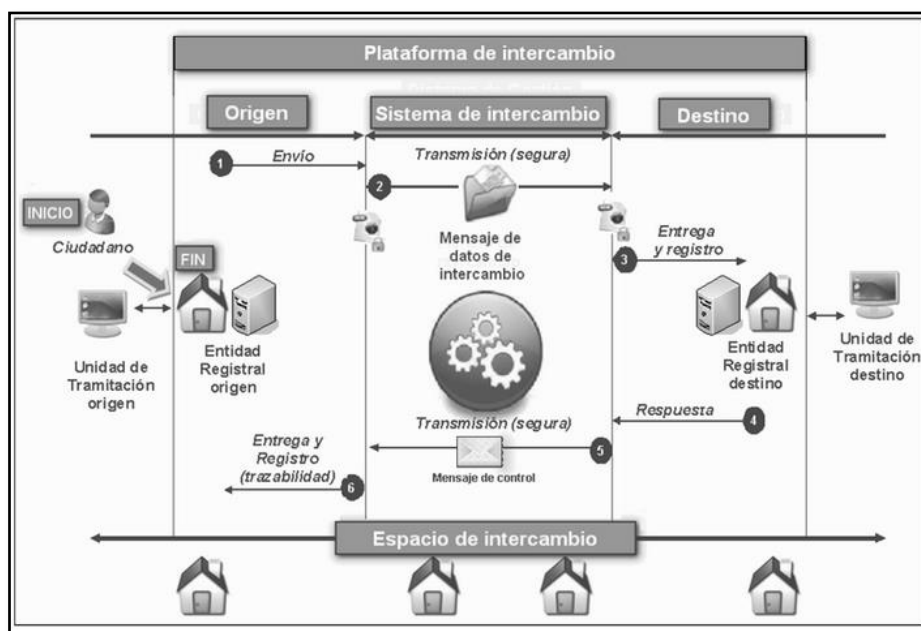 Plataforma de intercambio
Origen
Sistema de intercambio
Destino
1
Envío
Transmisión (segura)
2
INICIO
Ciudadano
Mensaje de
datos de
intercambio
Entrega
y registro
3
FIN
Unidad de
Tramitación
origen
Entidad
Registral
origen
Entidad
Registral
destino
Unidad de
Tramitación
destino
Respuesta
4
Transmisión (segura)
5
Mensaje de control
Entrega y
Registro
(trazabilidad)
6
Espacio de intercambio